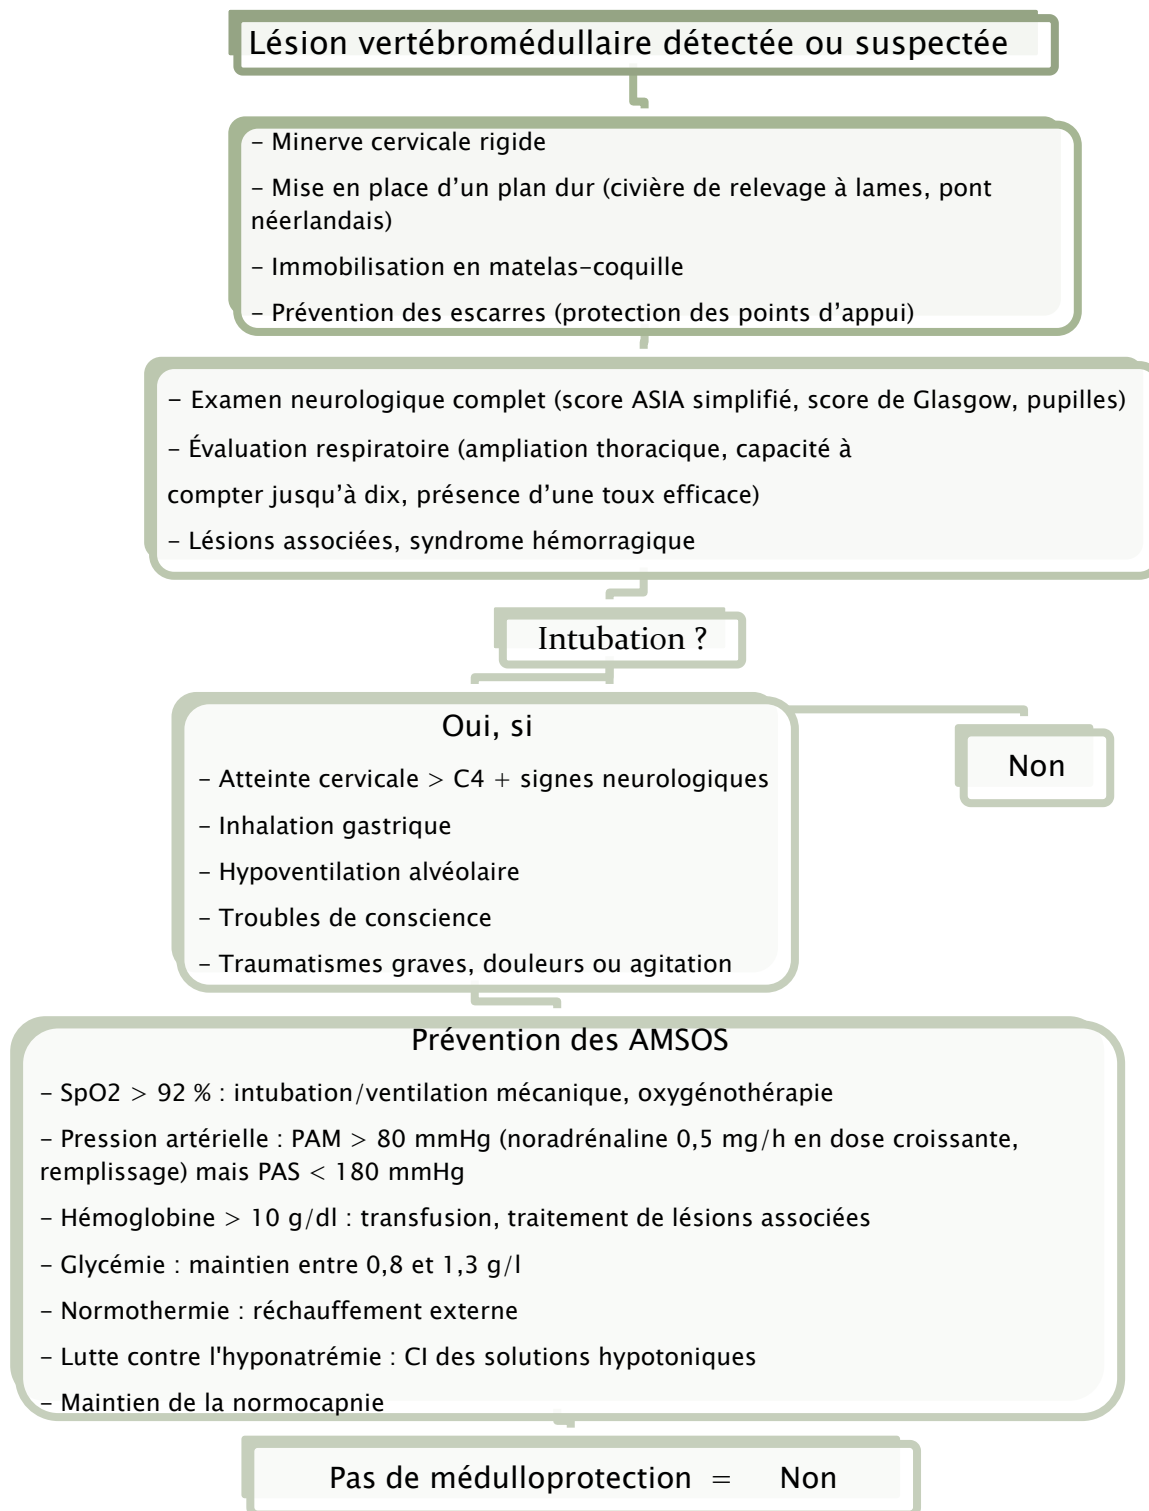 Lésion vertébromédullaire détectée ou suspectée
– Minerve cervicale rigide
– Mise en place d’un plan dur (civière de relevage à lames, pont
néerlandais)
– Immobilisation en matelas–coquille
– Prévention des escarres (protection des points d’appui)
– Examen neurologique complet (score ASIA simplifié, score de Glasgow, pupilles)
– Évaluation respiratoire (ampliation thoracique, capacité à
compter jusqu’à dix, présence d’une toux efficace)
– Lésions associées, syndrome hémorragique
Intubation ?
Oui, si
– Atteinte cervicale > C4 + signes neurologiques
– Inhalation gastrique
– Hypoventilation alvéolaire
– Troubles de conscience
– Traumatismes graves, douleurs ou agitation
Non
Prévention des AMSOS
– SpO2 > 92 % : intubation/ventilation mécanique, oxygénothérapie
– Pression artérielle : PAM > 80 mmHg (noradrénaline 0,5 mg/h en dose croissante,
remplissage) mais PAS < 180 mmHg
– Hémoglobine > 10 g/dl : transfusion, traitement de lésions associées
– Glycémie : maintien entre 0,8 et 1,3 g/l
– Normothermie : réchauffement externe
– Lutte contre l'hyponatrémie : CI des solutions hypotoniques
– Maintien de la normocapnie
Pas de médulloprotection = Non